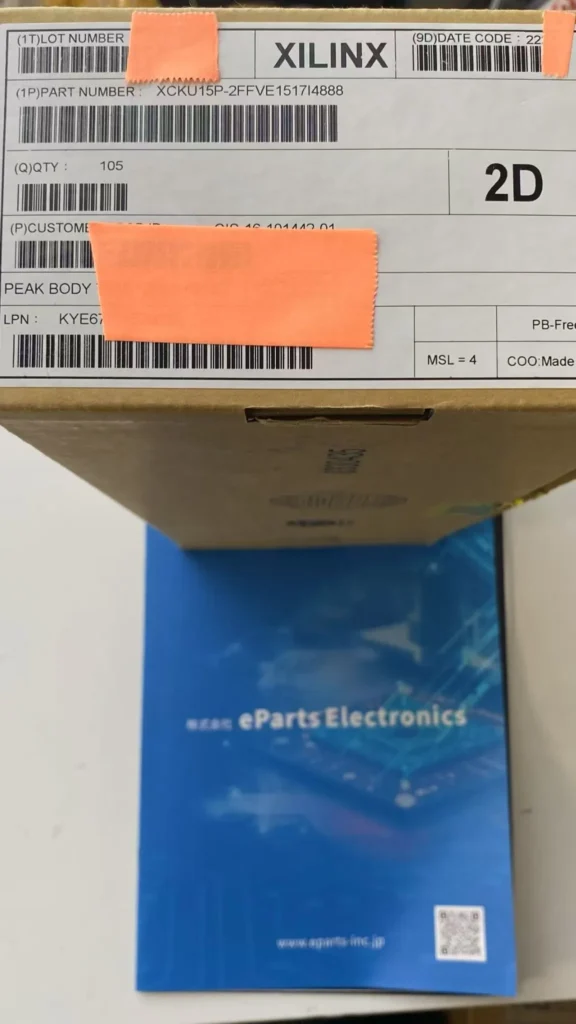 (1T)LOT NUMBER
XILINX
(9D)DATE CODE : 22
(1P)PART NUMBER : XCKU15P-2FFVE1517I4888
(Q)QTY : 105
2D
(P)CUSTOME
PEAK BODY
LPN : KYE67
PB-Free
MSL = 4
COO:Made
株式会社 eParts Electronics
www.eparts-inc.jp